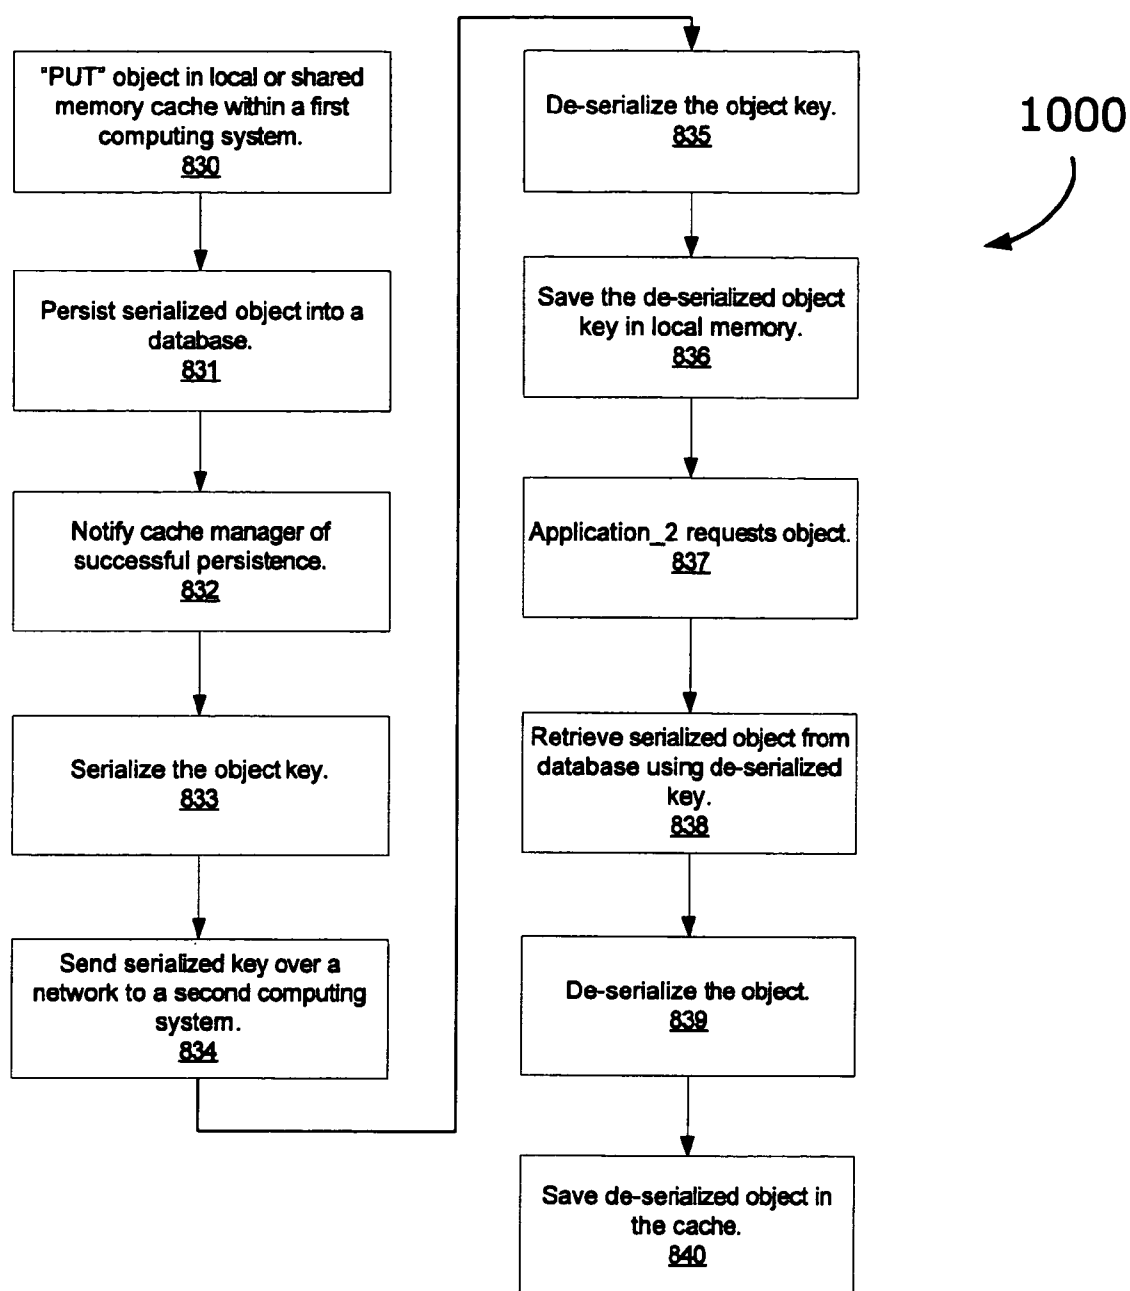 "PUT" object in local or shared
memory cache within a first
computing system.
830
Persist serialized object into a
database.
831
Notify cache manager of
successful persistence.
832
Serialize the object key.
833
Send serialized key over a
network to a second computing
system.
834
De-serialize the object key.
835
Save the de-serialized object
key in local memory.
836
Application_2 requests object.
837
Retrieve serialized object from
database using de-serialized
key.
838
De-serialize the object.
839
Save de-serialized object in
the cache.
840
1000